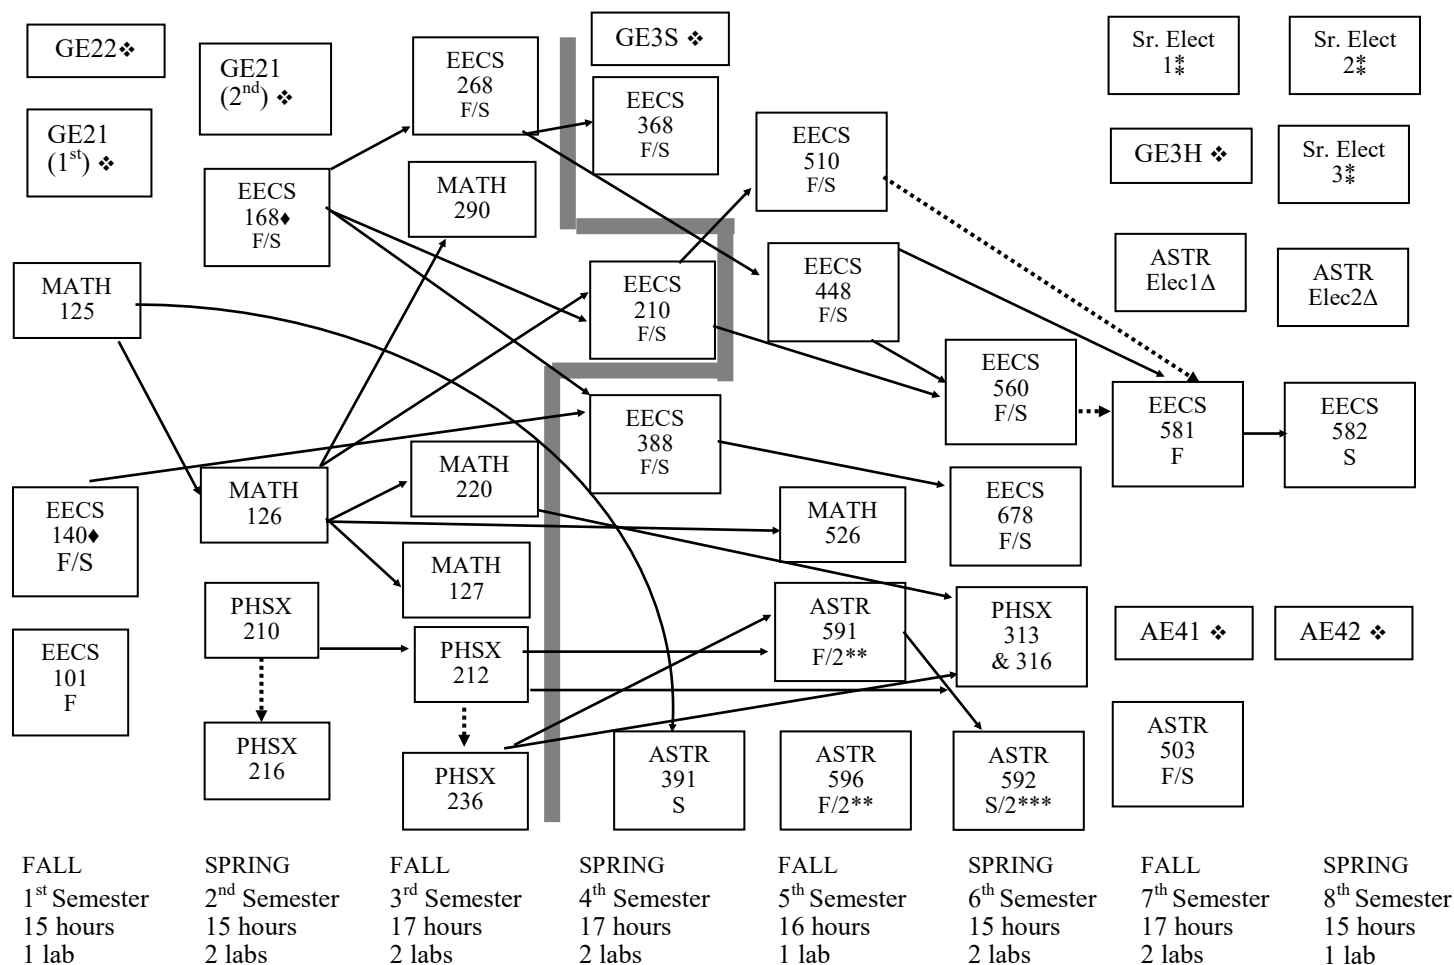 GE22❖
GE21
(1st) ❖
MATH
125
EECS
140♦
F/S
EECS
101
F
GE21
(2nd) ❖
EECS
168♦
F/S
MATH
126
PHSX
210
PHSX
216
EECS
268
F/S
MATH
290
MATH
220
MATH
127
PHSX
212
PHSX
236
GE3S ❖
EECS
368
F/S
EECS
210
F/S
EECS
388
F/S
ASTR
391
S
EECS
510
F/S
EECS
448
F/S
MATH
526
ASTR
591
F/2**
ASTR
596
F/2**
EECS
560
F/S
EECS
678
F/S
PHSX
313
& 316
ASTR
592
S/2***
Sr. Elect
1⁑
GE3H ❖
ASTR
Elec1Δ
EECS
581
F
AE41 ❖
ASTR
503
F/S
Sr. Elect
2⁑
Sr. Elect
3⁑
ASTR
Elec2Δ
EECS
582
S
AE42 ❖
FALL
1st Semester
15 hours
1 lab
SPRING
2nd Semester
15 hours
2 labs
FALL
3rd Semester
17 hours
2 labs
SPRING
4th Semester
17 hours
2 labs
FALL
5th Semester
16 hours
1 lab
SPRING
6th Semester
15 hours
2 labs
FALL
7th Semester
17 hours
2 labs
SPRING
8th Semester
15 hours
1 lab